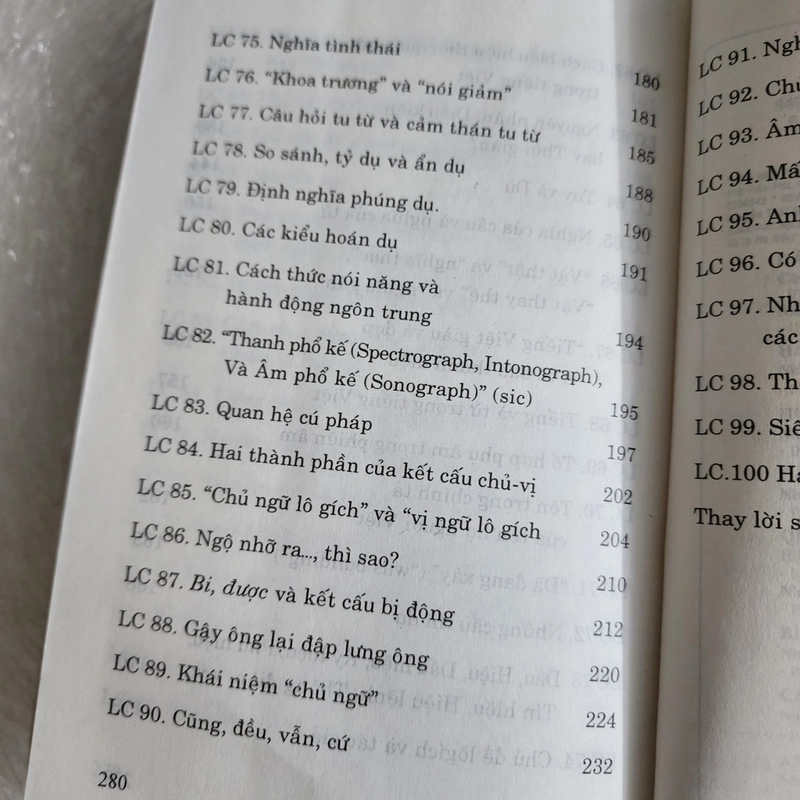 LC 75. Nghĩa tình thái 180
LC 76. “Khoa trương” và “nói giảm” 181
LC 77. Câu hỏi tu từ và cảm thán tu từ 185
LC 78. So sánh, tỷ dụ và ẩn dụ 188
LC 79. Định nghĩa phúng dụ. 190
LC 80. Các kiểu hoán dụ 191
LC 81. Cách thức nói năng và
hành động ngôn trung 194
LC 82. “Thanh phổ kế (Spectrograph, Intonograph),
Và Âm phổ kế (Sonograph)” (sic) 195
LC 83. Quan hệ cú pháp 197
LC 84. Hai thành phần của kết cấu chủ-vị 202
LC 85. “Chủ ngữ lô gích” và “vị ngữ lô gích 204
LC 86. Ngộ nhỡ ra..., thì sao? 210
LC 87. Bi, được và kết cấu bị động 212
LC 88. Gậy ông lại đập lưng ông 220
LC 89. Khái niệm “chủ ngữ” 224
LC 90. Cũng, đều, vẫn, cứ 232
280
LC 91.
LC 92.
LC 93. Âm
LC 94.
LC 95.
LC 96. Có
LC 97.
các
LC 98.
LC 99.
LC.100
Thay lời